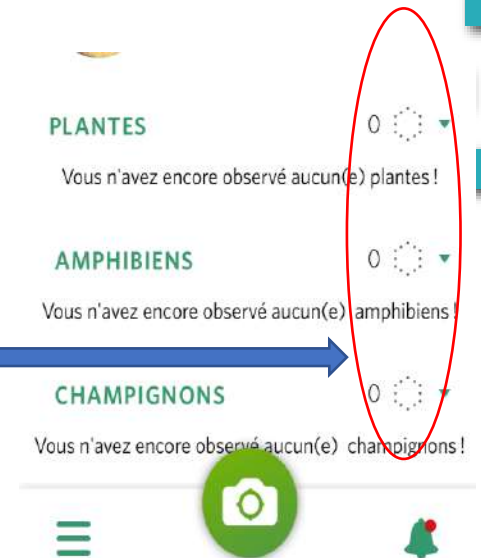 PLANTES 0
Vous n'avez encore observé aucun(e) plantes !
AMPHIBIENS 0
Vous n'avez encore observé aucun(e) amphibiens !
CHAMPIGNONS 0
Vous n'avez encore observé aucun(e) champignons !